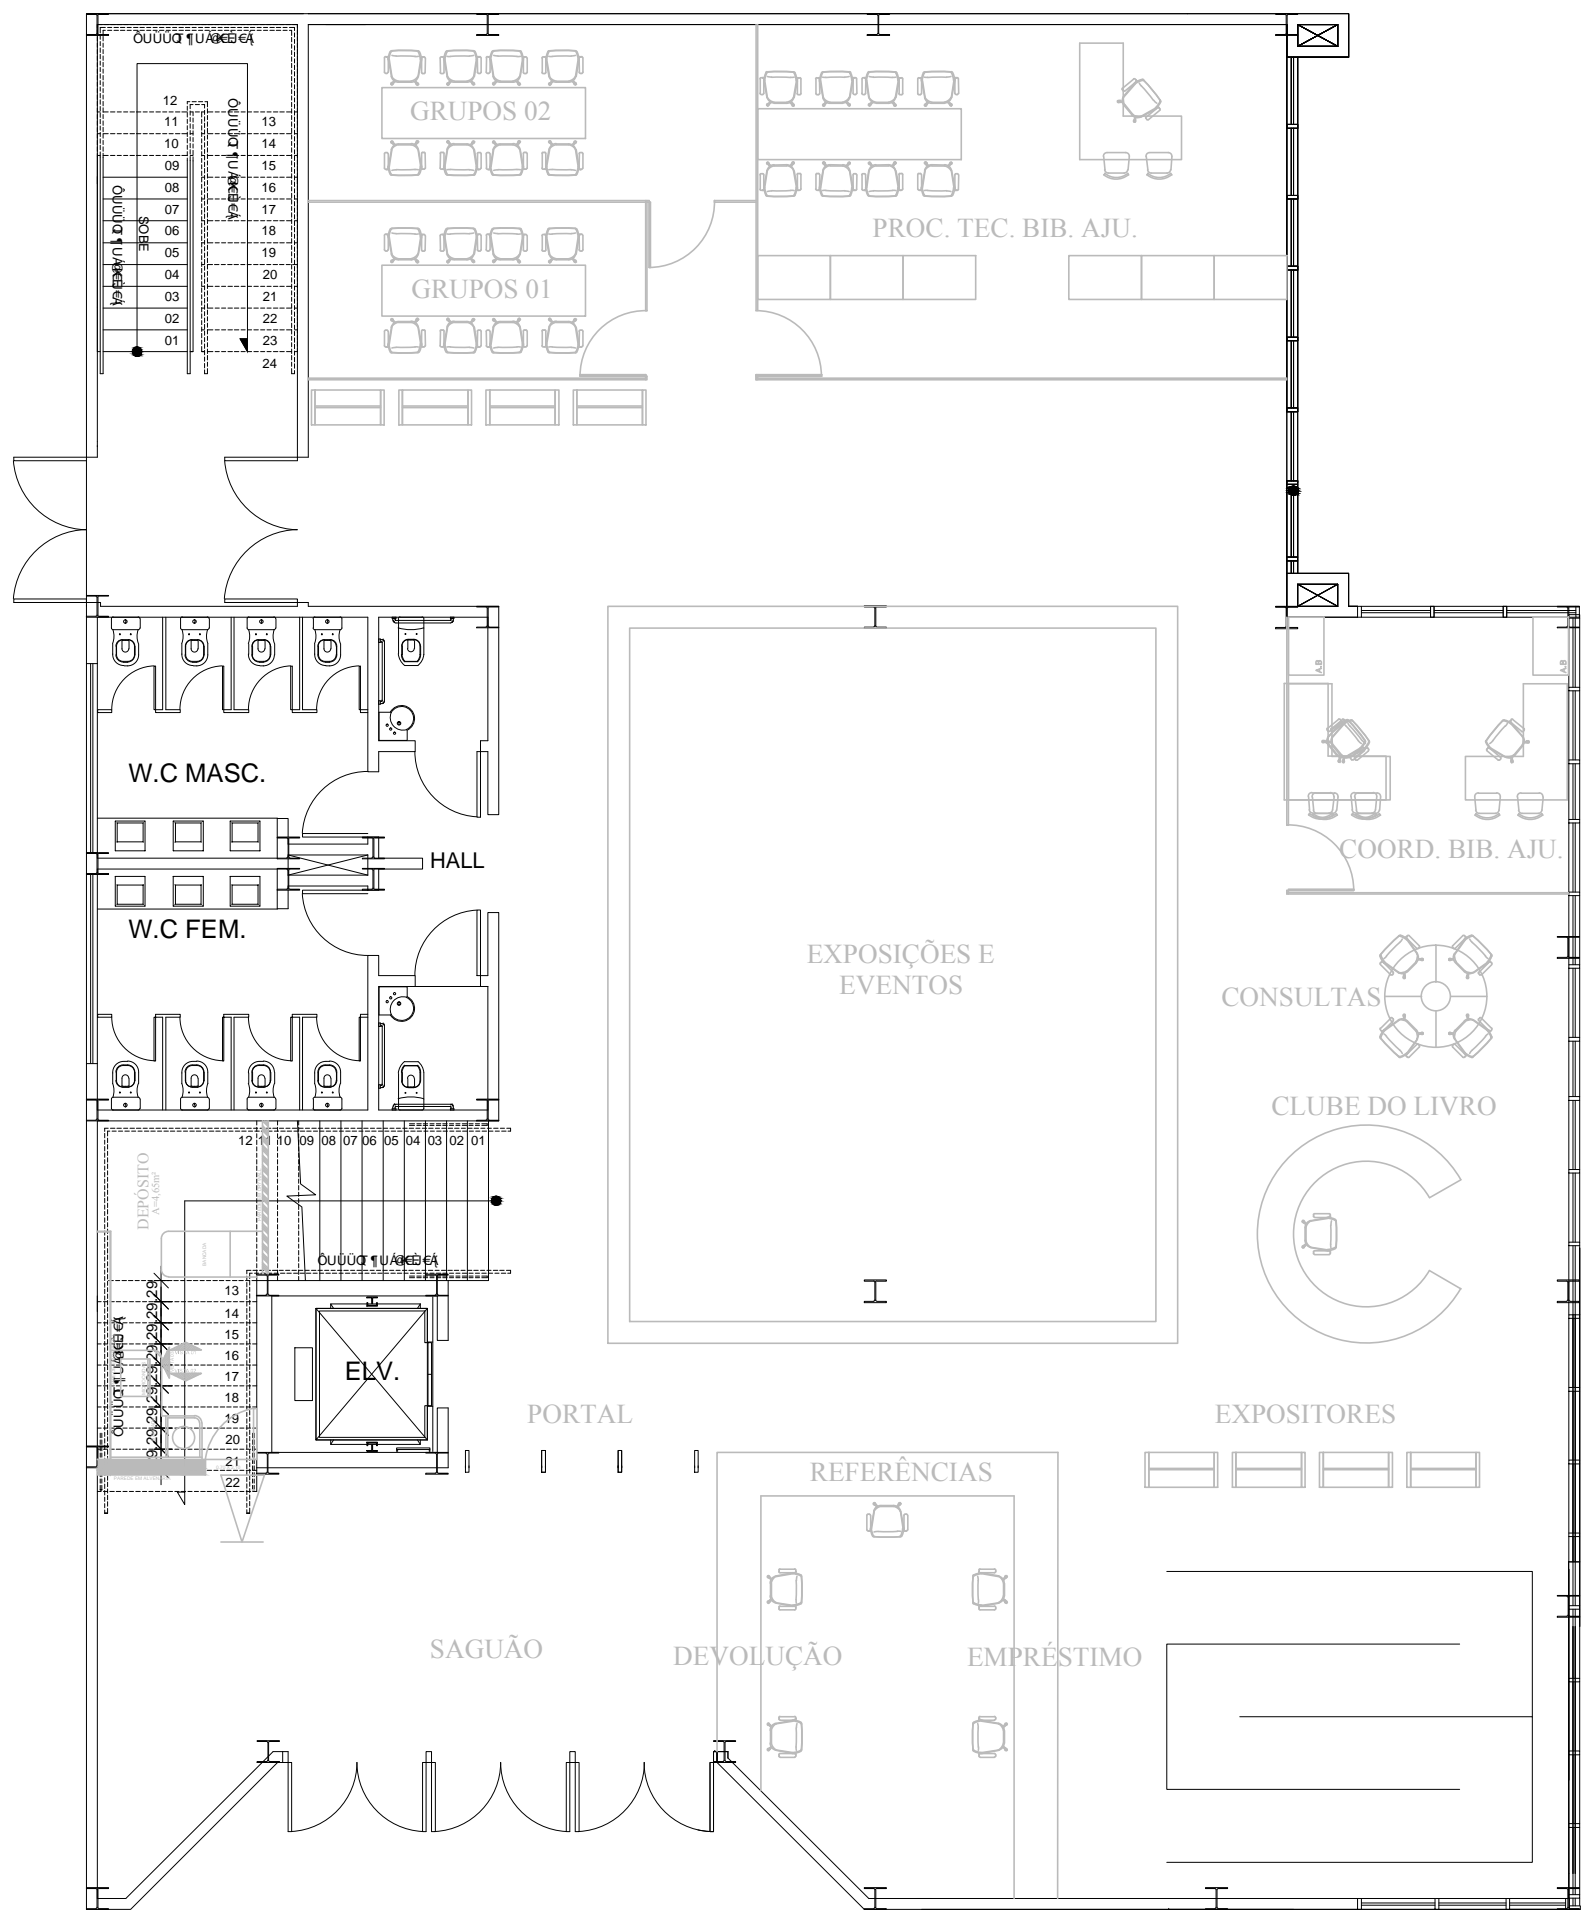 GRUPOS 02
12
11
10
09
08
07
06
05
04
03
02
01
SOBE
13
14
15
16
17
18
19
20
21
22
23
24
PROC. TEC. BIB. AJU.
GRUPOS 01
A.B
A.B
W.C MASC.
HALL
COORD. BIB. AJU.
W.C FEM.
EXPOSIÇÕES E
EVENTOS
CONSULTAS
CLUBE DO LIVRO
12 11 10 09 08 07 06 05 04 03 02 01
DEPÓSITO
A=4,65m²
13
14
15
16
17
18
19
20
21
22
ELV.
PORTAL
EXPOSITORES
REFERÊNCIAS
SAGUÃO
DEVOLUÇÃO
EMPRÉSTIMO